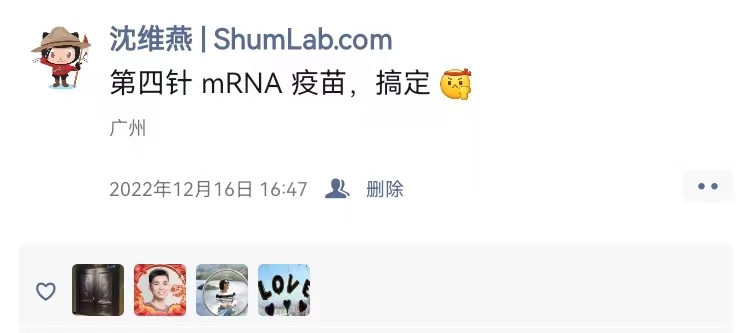 沈维燕 | ShumLab.com
第四针 mRNA 疫苗，搞定
广州
2022年12月16日 16:47 删除
LOVE